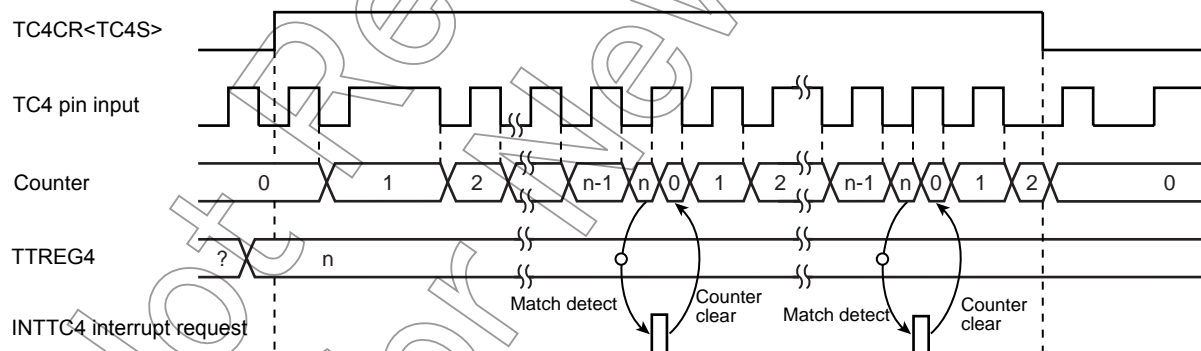 TC4CR<TC4S>
TC4 pin input
Counter 0 1 2 n-1 n 0 1 2 n-1 n 0 1 2 0
TTREG4 ? n
Match detect Counter clear Match detect Counter clear
INTTC4 interrupt request